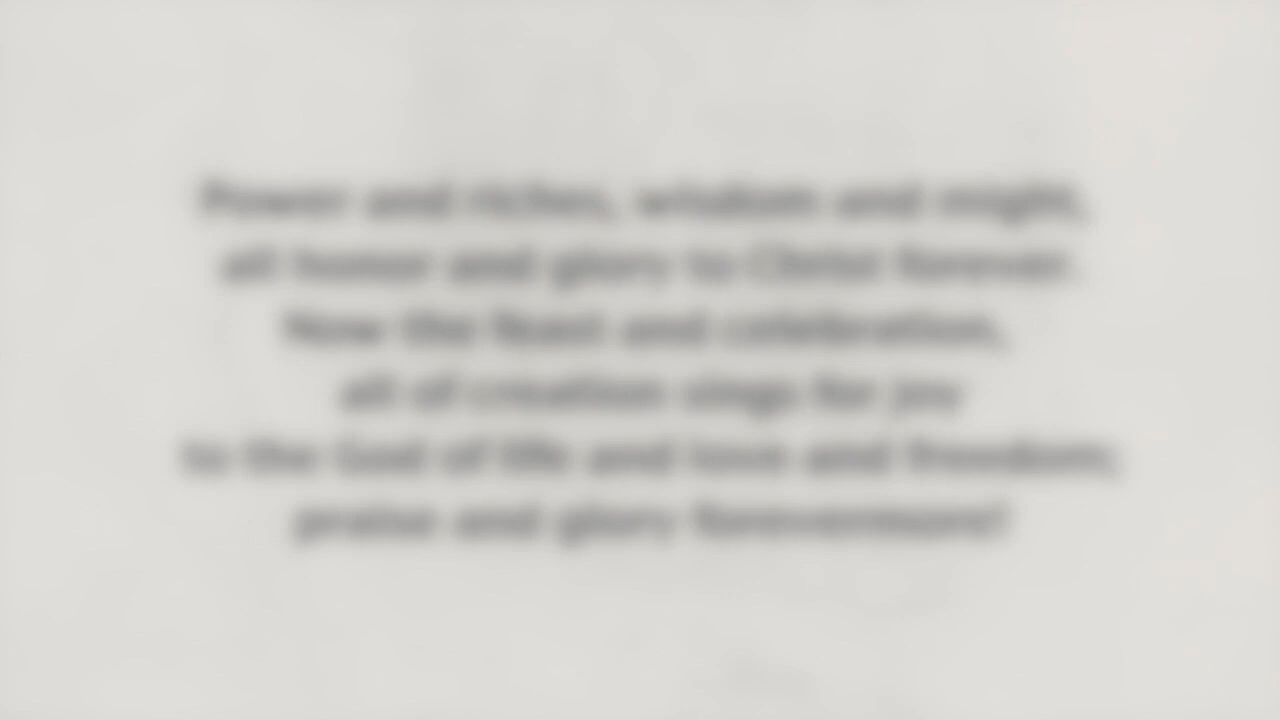 Power and riches, wisdom and might,
all honor and glory to Christ forever.
Now the feast and celebration,
all of creation sings for joy
to the God of life and love and freedom;
praise and glory forevermore!